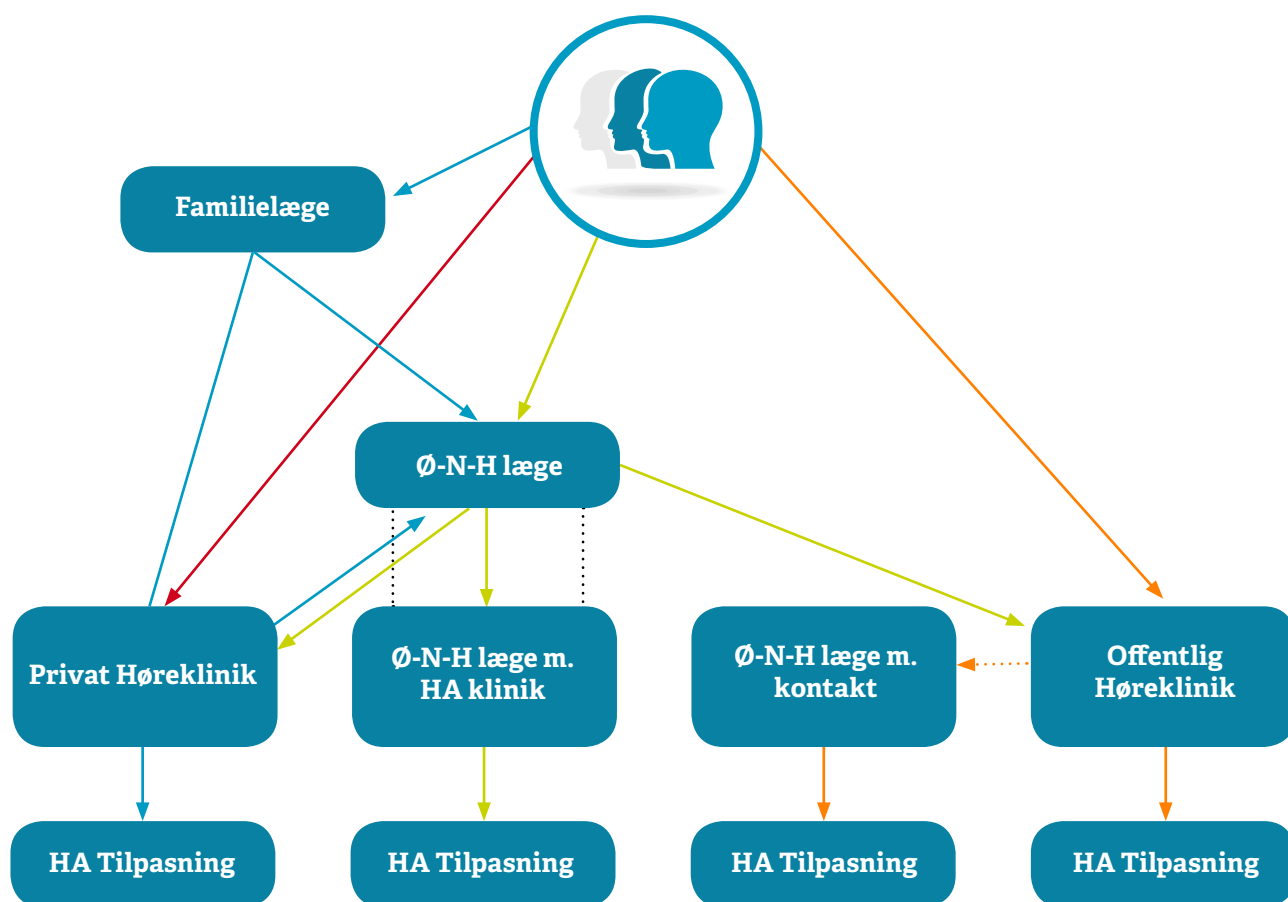 Familielæge
Ø-N-H læge
Privat Høreklinik
Ø-N-H læge m.
HA klinik
Ø-N-H læge m.
kontakt
Offentlig
Høreklinik
HA Tilpasning
HA Tilpasning
HA Tilpasning
HA Tilpasning